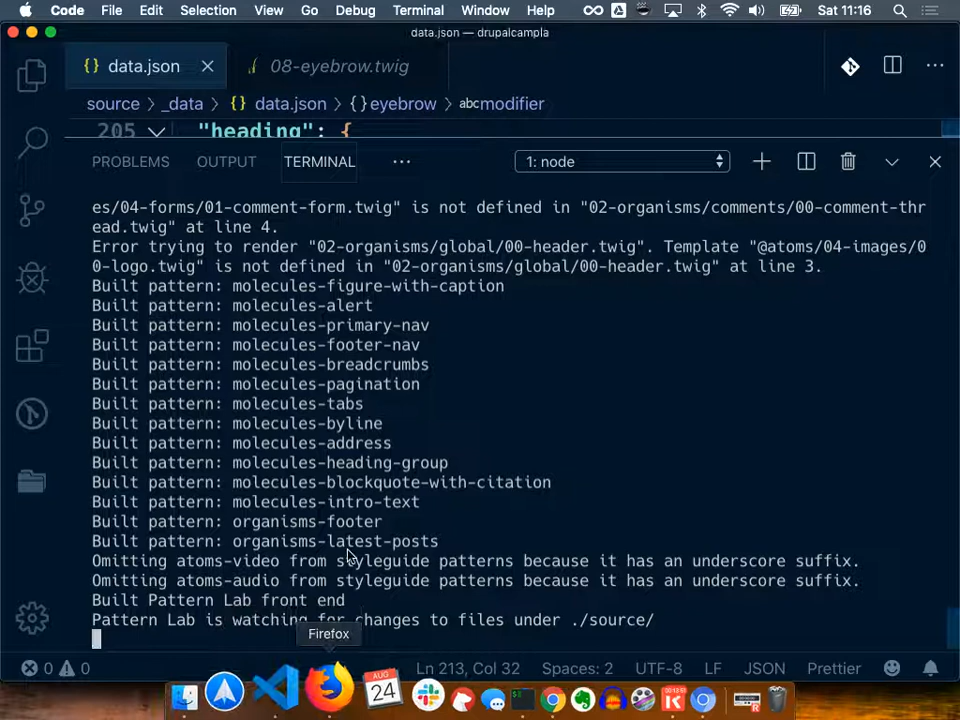 Code File Edit Selection View Go Debug Terminal Window Help Sat 11:16
data.json — drupalcampla
{} data.json 08-eyebrow.twig
source > _data > {} data.json > {} eyebrow > abc modifier
205 "heading": {
PROBLEMS OUTPUT TERMINAL ... 1: node
es/04-forms/01-comment-form.twig" is not defined in "02-organisms/comments/00-comment-thr
ead.twig" at line 4.
Error trying to render "02-organisms/global/00-header.twig". Template "@atoms/04-images/0
0-logo.twig" is not defined in "02-organisms/global/00-header.twig" at line 3.
Built pattern: molecules-figure-with-caption
Built pattern: molecules-alert
Built pattern: molecules-primary-nav
Built pattern: molecules-footer-nav
Built pattern: molecules-breadcrumbs
Built pattern: molecules-pagination
Built pattern: molecules-tabs
Built pattern: molecules-byline
Built pattern: molecules-address
Built pattern: molecules-heading-group
Built pattern: molecules-blockquote-with-citation
Built pattern: molecules-intro-text
Built pattern: organisms-footer
Built pattern: organisms-latest-posts
Omitting atoms-video from styleguide patterns because it has an underscore suffix.
Omitting atoms-audio from styleguide patterns because it has an underscore suffix.
Built Pattern Lab front end
Pattern Lab is watching for changes to files under ./source/
Firefox
0 0 Ln 213, Col 32 Spaces: 2 UTF-8 LF JSON Prettier
AUG
24